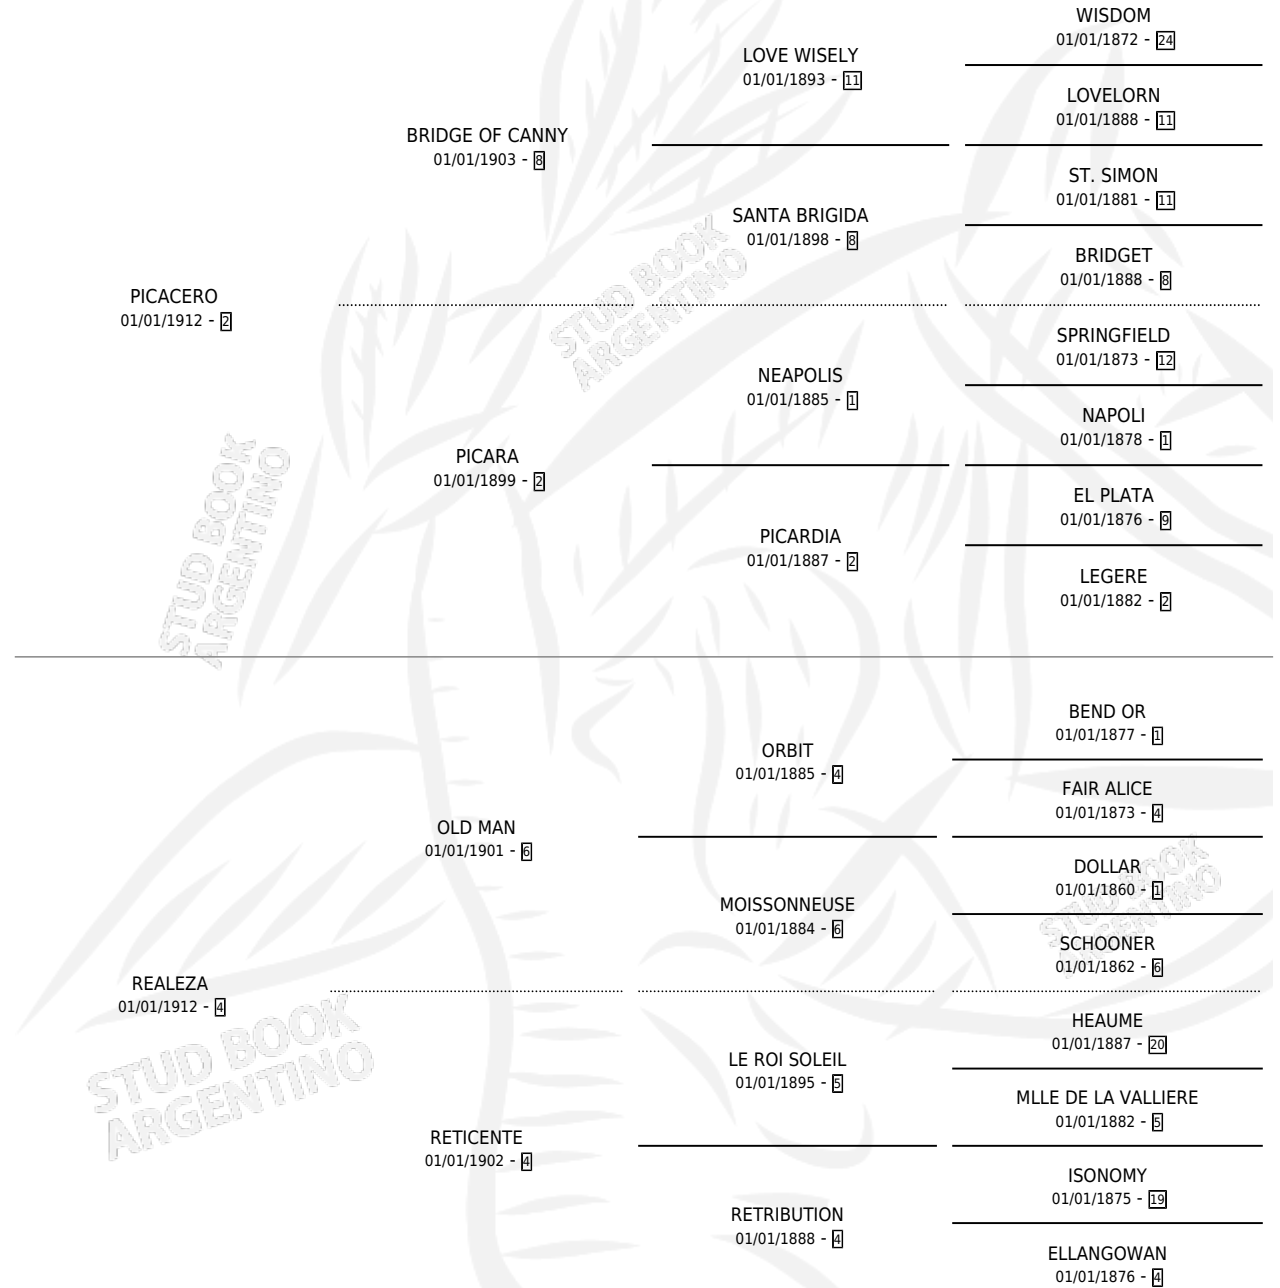 WISDOM
01/01/1872 - 24
LOVE WISELY
01/01/1893 - 11
LOVELORN
01/01/1888 - 11
BRIDGE OF CANNY
01/01/1903 - 8
ST. SIMON
01/01/1881 - 11
SANTA BRIGIDA
01/01/1898 - 8
BRIDGET
01/01/1888 - 8
PICACERO
01/01/1912 - 2
SPRINGFIELD
01/01/1873 - 12
NEAPOLIS
01/01/1885 - 1
NAPOLI
01/01/1878 - 1
PICARA
01/01/1899 - 2
EL PLATA
01/01/1876 - 9
PICARDIA
01/01/1887 - 2
LEGERE
01/01/1882 - 2
BEND OR
01/01/1877 - 1
ORBIT
01/01/1885 - 4
FAIR ALICE
01/01/1873 - 4
OLD MAN
01/01/1901 - 6
DOLLAR
01/01/1860 - 1
MOISSONNEUSE
01/01/1884 - 6
SCHOONER
01/01/1862 - 6
REALEZA
01/01/1912 - 4
HEAUME
01/01/1887 - 20
LE ROI SOLEIL
01/01/1895 - 5
MLLE DE LA VALLIERE
01/01/1882 - 5
RETICENTE
01/01/1902 - 4
ISONOMY
01/01/1875 - 19
RETRIBUTION
01/01/1888 - 4
ELLANGOWAN
01/01/1876 - 4
STUD BOOK
ARGENTINO
STUD BOOK
ARGENTINO
STUD BOOK
ARGENTINO
STUD BOOK
ARGENTINO